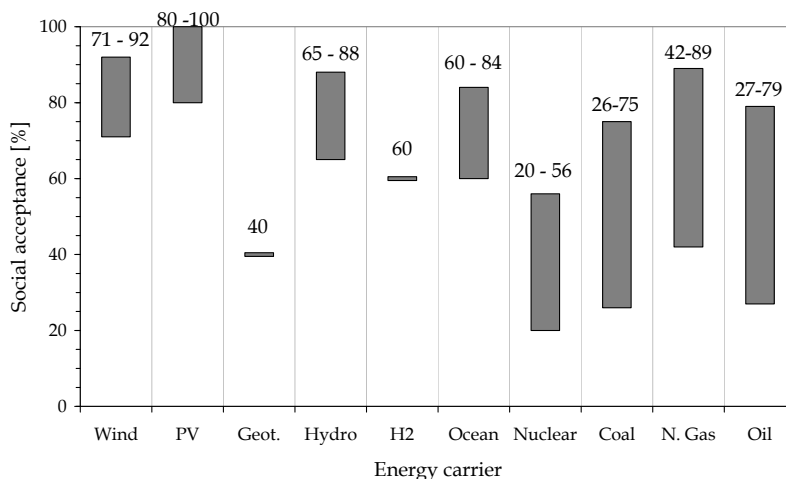 100
80
60
40
20
0
Social acceptance [%]
71 - 92
80 -100
40
65 - 88
60
60 - 84
20 - 56
26-75
42-89
27-79
Wind
PV
Geot.
Hydro
H2
Ocean
Nuclear
Coal
N. Gas
Oil
Energy carrier